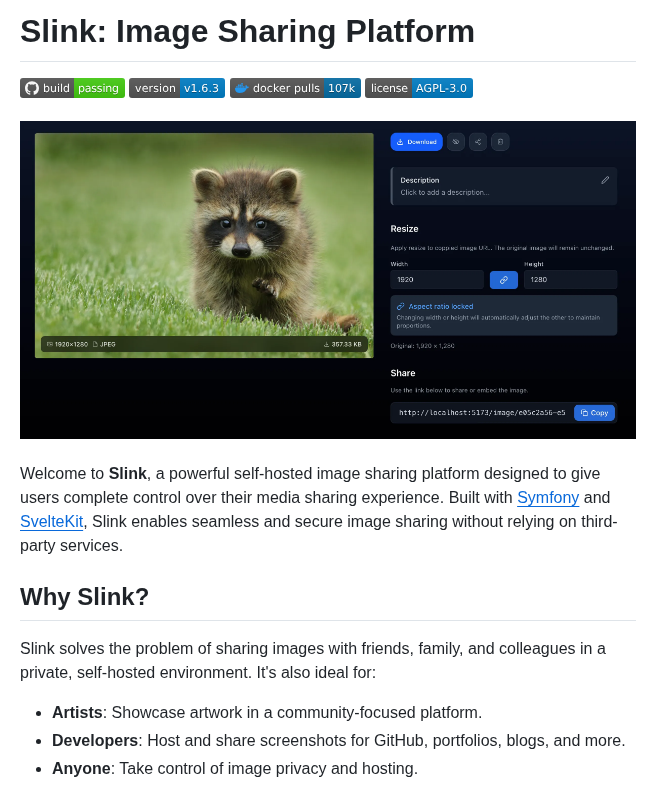 Slink: Image Sharing Platform
build passing version v1.6.3 docker pulls 107k license AGPL-3.0
Download
Description
Click to add a description...
Resize
Apply resize to coppied image URL. The original image will remain unchanged.
Width Height
1920 1280
Aspect ratio locked
Changing width or height will automatically adjust the other to maintain
proportions.
1920×1280 JPEG 357.33 KB
Original: 1,920 × 1,280
Share
Use the link below to share or embed the image.
http://localhost:5173/image/e05c2a56-e5 Copy
Welcome to Slink, a powerful self-hosted image sharing platform designed to give
users complete control over their media sharing experience. Built with Symfony and
SvelteKit, Slink enables seamless and secure image sharing without relying on third-
party services.
Why Slink?
Slink solves the problem of sharing images with friends, family, and colleagues in a
private, self-hosted environment. It's also ideal for:
• Artists: Showcase artwork in a community-focused platform.
• Developers: Host and share screenshots for GitHub, portfolios, blogs, and more.
• Anyone: Take control of image privacy and hosting.